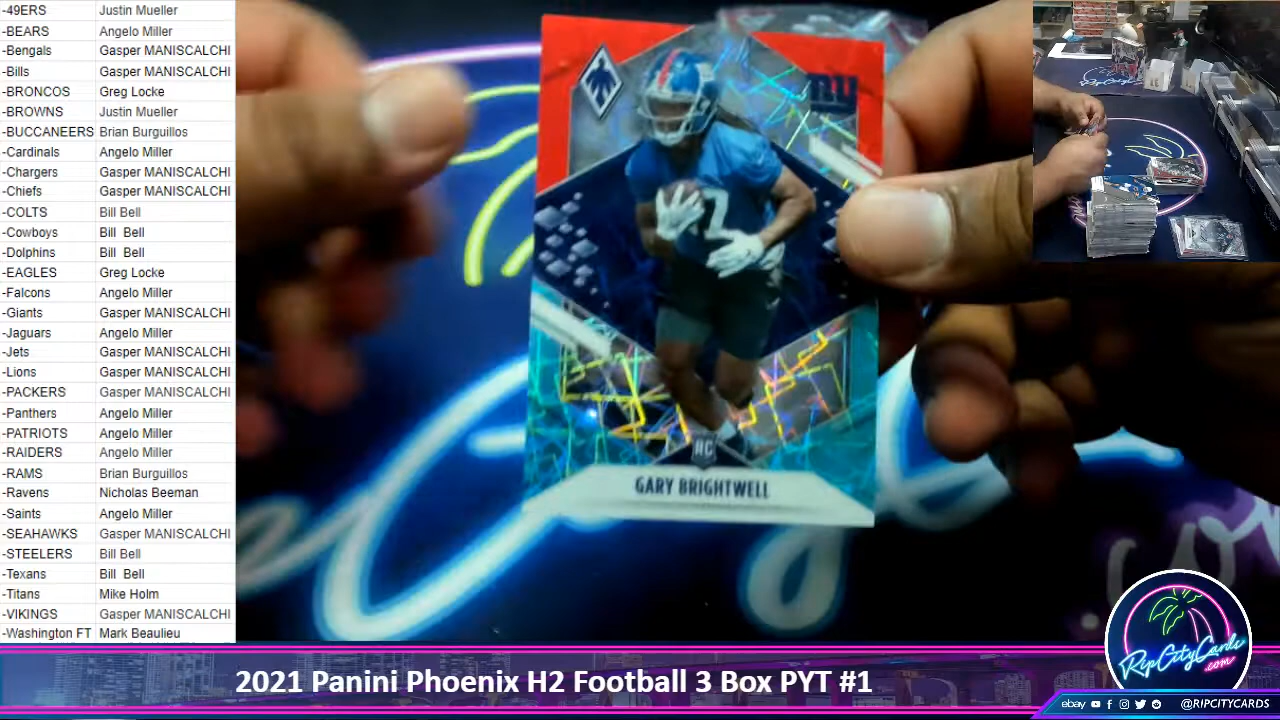 -49ERS Justin Mueller
-BEARS Angelo Miller
-Bengals Gasper MANISCALCHI
-Bills Gasper MANISCALCHI
-BRONCOS Greg Locke
-BROWNS Justin Mueller
-BUCCANEERS Brian Burguillos
-Cardinals Angelo Miller
-Chargers Gasper MANISCALCHI
-Chiefs Gasper MANISCALCHI
-COLTS Bill Bell
-Cowboys Bill Bell
-Dolphins Bill Bell
-EAGLES Greg Locke
-Falcons Angelo Miller
-Giants Gasper MANISCALCHI
-Jaguars Angelo Miller
-Jets Gasper MANISCALCHI
-Lions Gasper MANISCALCHI
-PACKERS Gasper MANISCALCHI
-Panthers Angelo Miller
-PATRIOTS Angelo Miller
-RAIDERS Angelo Miller
-RAMS Brian Burguillos
-Ravens Nicholas Beeman
-Saints Angelo Miller
-SEAHAWKS Gasper MANISCALCHI
-STEELERS Bill Bell
-Texans Bill Bell
-Titans Mike Holm
-VIKINGS Gasper MANISCALCHI
-Washington FT Mark Beaulieu
NY
RC
GARY BRIGHTWELL
2021 Panini Phoenix H2 Football 3 Box PYT #1
RipCityCards
.com
ebay @RIPCITYCARDS